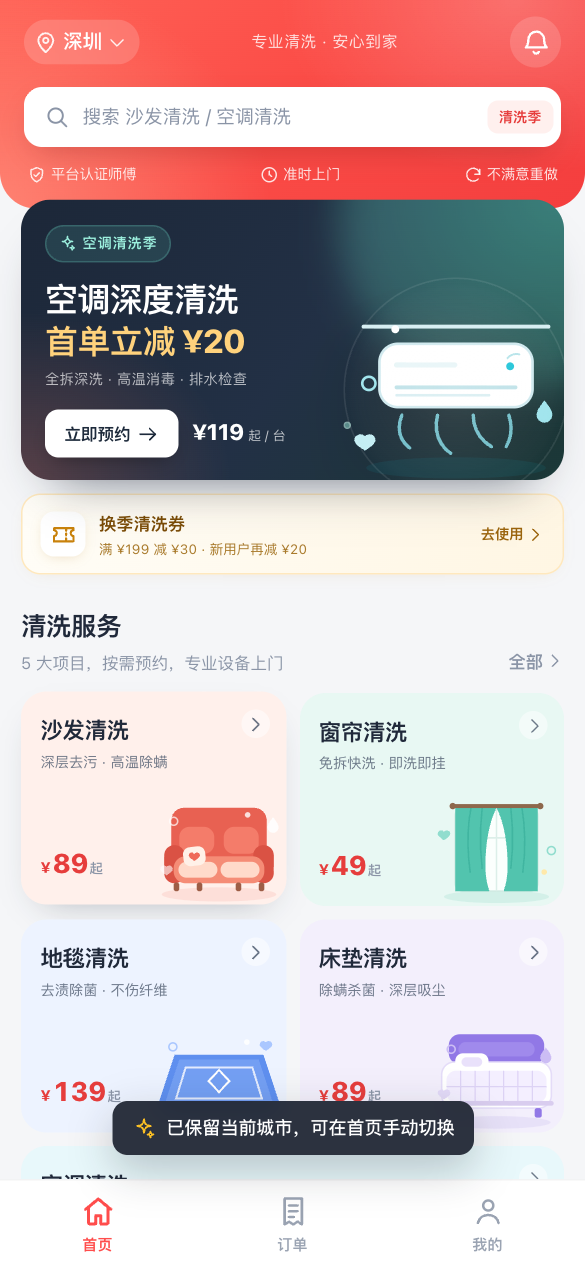 深圳
专业清洗 · 安心到家
搜索 沙发清洗 / 空调清洗
清洗季
平台认证师傅
准时上门
不满意重做
空调清洗季
空调深度清洗
首单立减 ¥20
全拆深洗 · 高温消毒 · 排水检查
立即预约
¥119 起 / 台
换季清洗券
满 ¥199 减 ¥30 · 新用户再减 ¥20
去使用
清洗服务
5 大项目，按需预约，专业设备上门
全部
沙发清洗
深层去污 · 高温除螨
¥89起
窗帘清洗
免拆快洗 · 即洗即挂
¥49起
地毯清洗
去渍除菌 · 不伤纤维
¥139起
床垫清洗
除螨杀菌 · 深层吸尘
¥89起
已保留当前城市，可在首页手动切换
首页
订单
我的